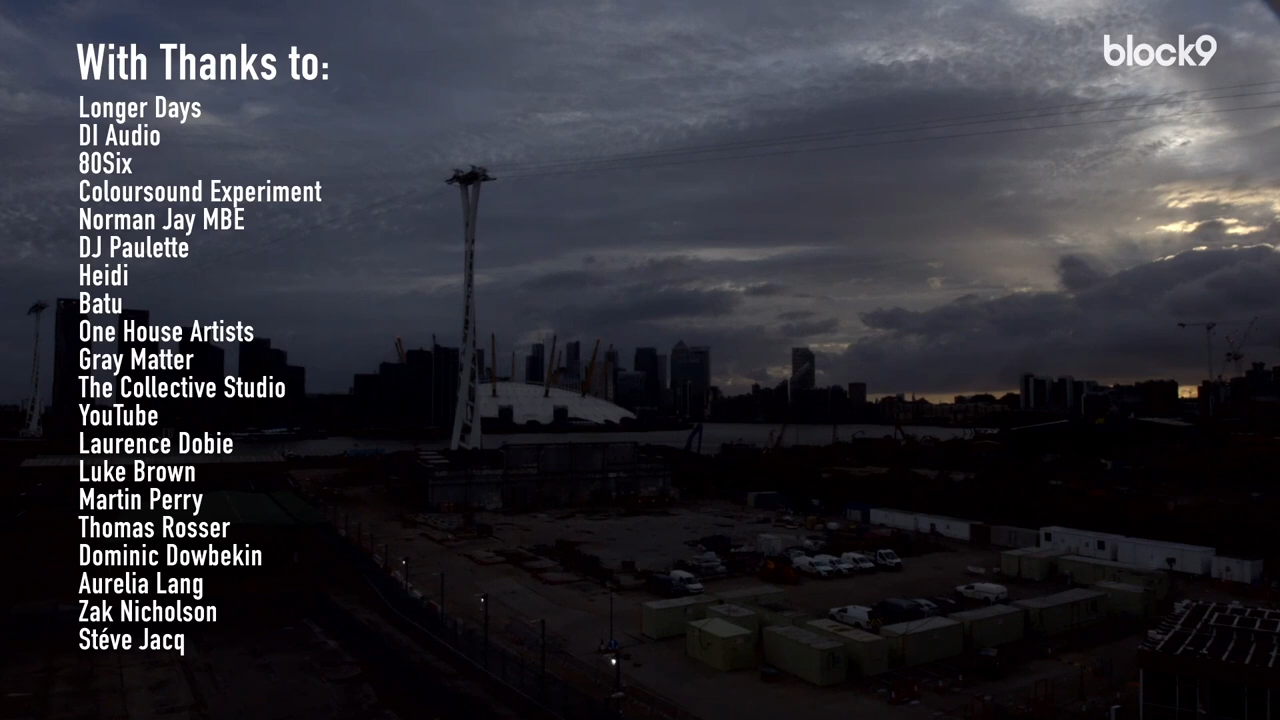 With Thanks to:
block9
Longer Days
DI Audio
80Six
Coloursound Experiment
Norman Jay MBE
DJ Paulette
Heidi
Batu
One House Artists
Gray Matter
The Collective Studio
YouTube
Laurence Dobie
Luke Brown
Martin Perry
Thomas Rosser
Dominic Dowbekin
Aurelia Lang
Zak Nicholson
Stéve Jacq